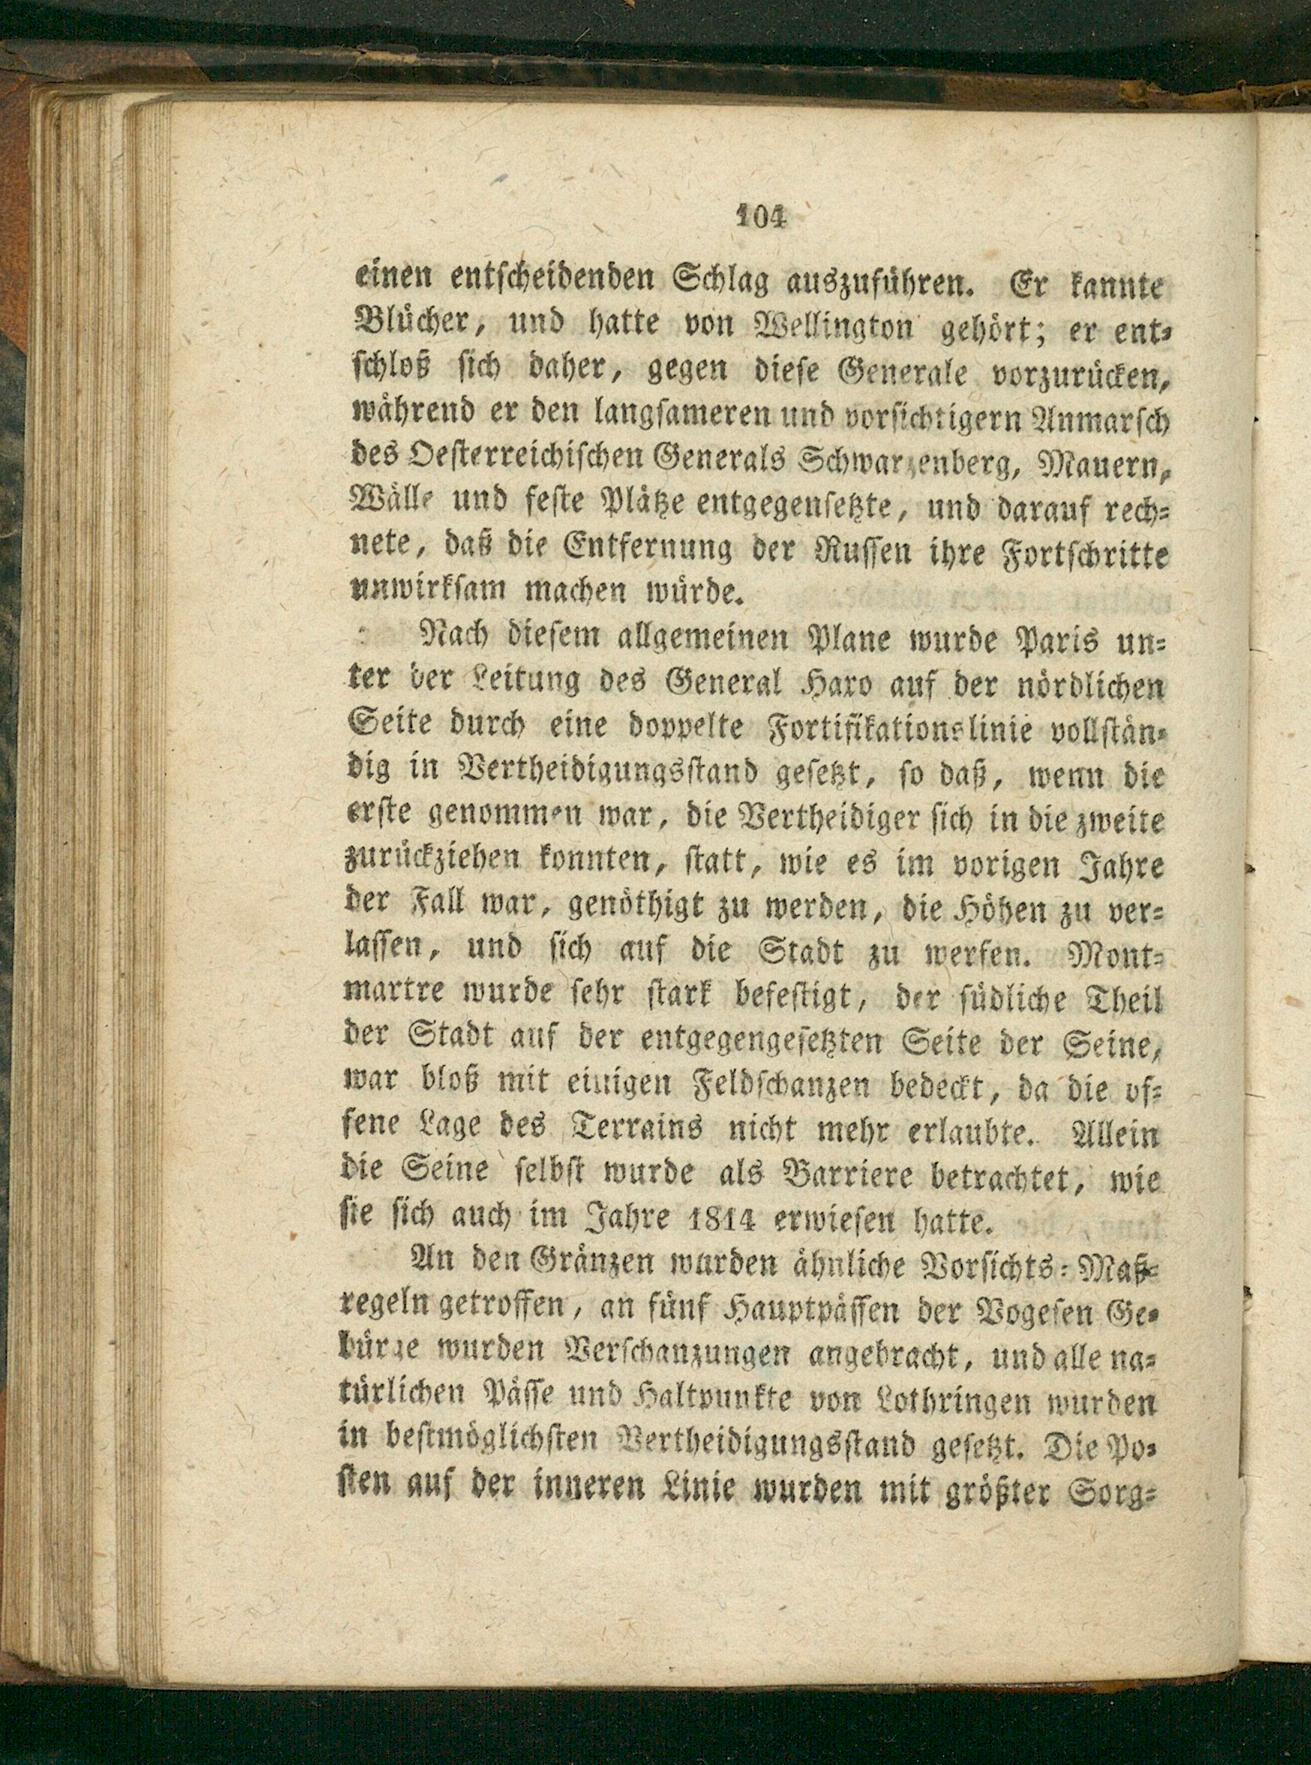 104
einen entscheidenden Schlag auszuführen. Er kannte
Blücher, und hatte von Wellington gehört; er ent-
schloß sich daher, gegen diese Generale vorzurücken,
während er den langsameren und vorsichtigern Anmarsch
des Oesterreichischen Generals Schwarzenberg, Mauern,
Wälle und feste Plätze entgegensetzte, und darauf rech-
nete, daß die Entfernung der Russen ihre Fortschritte
unwirksam machen würde.
Nach diesem allgemeinen Plane wurde Paris un-
ter der Leitung des General Haxo auf der nördlichen
Seite durch eine doppelte Fortifikationslinie vollstän-
dig in Vertheidigungsstand gesetzt, so daß, wenn die
erste genommen war, die Vertheidiger sich in die zweite
zurückziehen konnten, statt, wie es im vorigen Jahre
der Fall war, genöthigt zu werden, die Höhen zu ver-
lassen, und sich auf die Stadt zu werfen. Mont-
martre wurde sehr stark befestigt, der südliche Theil
der Stadt auf der entgegengesetzten Seite der Seine,
war bloß mit einigen Feldschanzen bedeckt, da die of-
fene Lage des Terrains nicht mehr erlaubte. Allein
die Seine selbst wurde als Barriere betrachtet, wie
sie sich auch im Jahre 1814 erwiesen hatte.
An den Gränzen wurden ähnliche Vorsichts-Maß-
regeln getroffen, an fünf Hauptpässen der Vogesen Ge-
bürge wurden Verschanzungen angebracht, und alle na-
türlichen Pässe und Haltpunkte von Lothringen wurden
in bestmöglichsten Vertheidigungsstand gesetzt. Die Po-
sten auf der inneren Linie wurden mit größter Sorg-